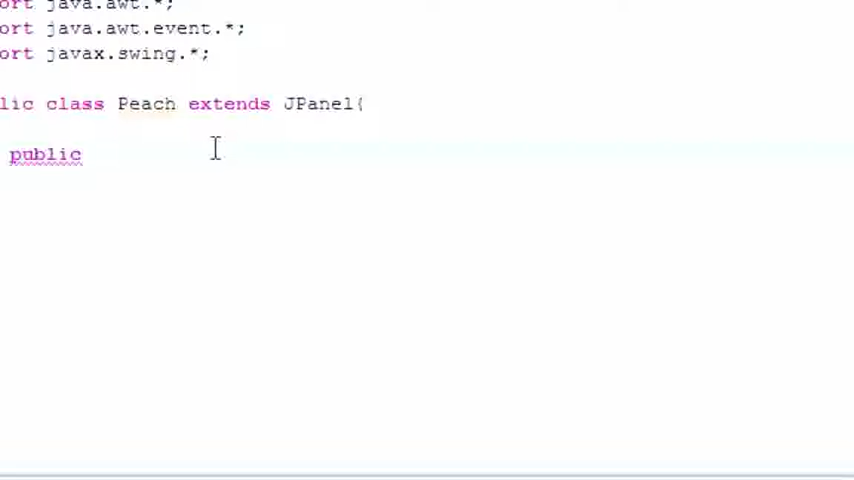 ort java.awt.*;
ort java.awt.event.*;
ort javax.swing.*;
lic class Peach extends JPanel{
public